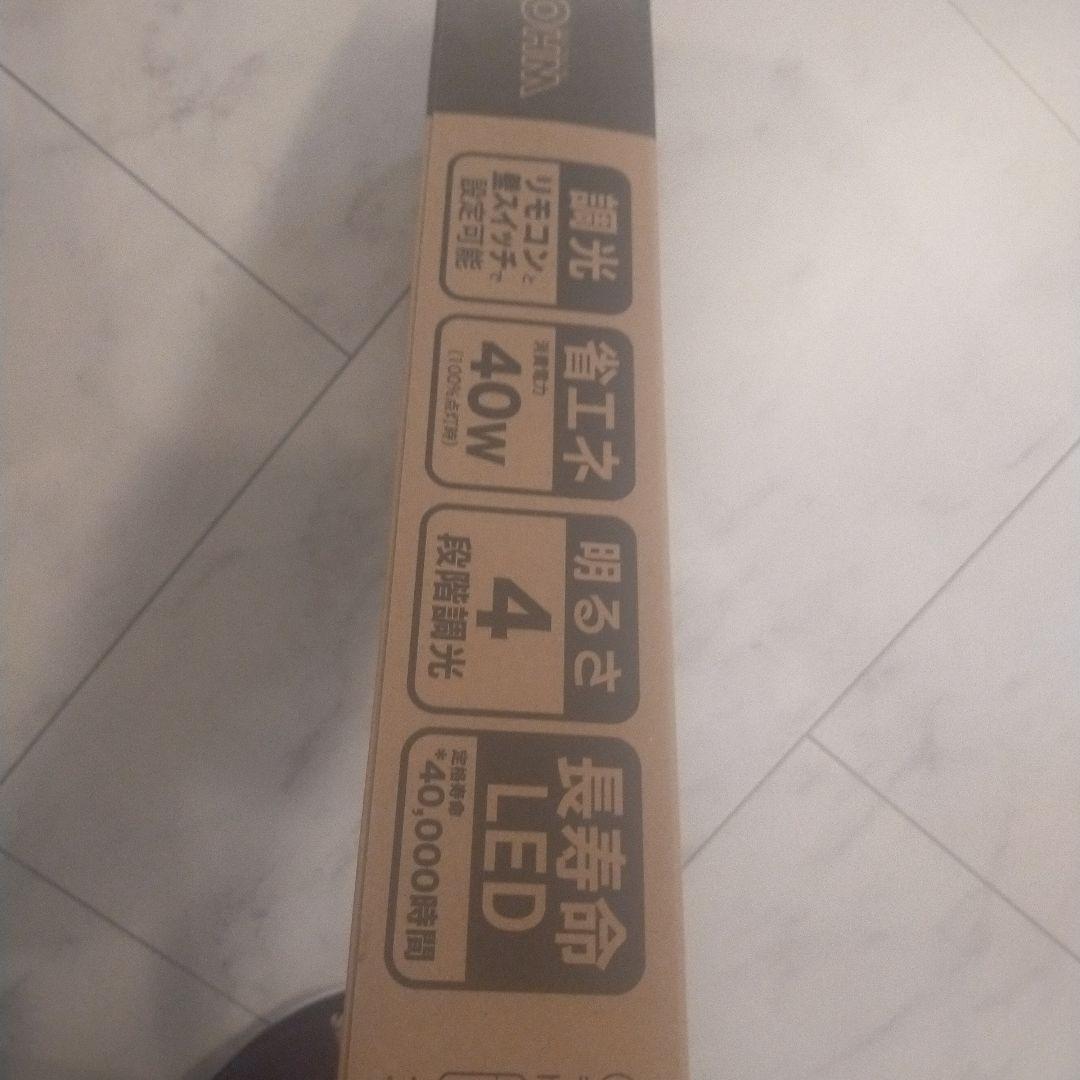 OHM
調光
リモコンと
壁スイッチで
設定可能
省エネ
消費電力
40W
(100%点灯時)
明るさ
4
段階調光
長寿命
LED
定格寿命
*40,000時間